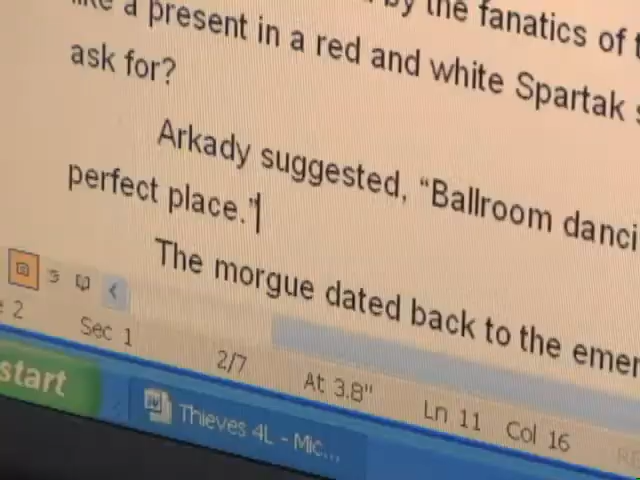 by the fanatics of
like a present in a red and white Spartak
ask for?
Arkady suggested, “Ballroom danci
perfect place.”
The morgue dated back to the emer
2 Sec 1 2/7 At 3.8" Ln 11 Col 16
start Thieves 4L - Mic...